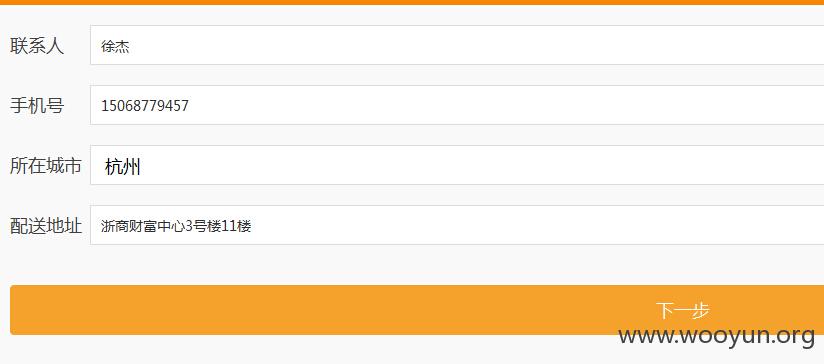 联系人 徐杰
手机号 15068779457
所在城市 杭州
配送地址 浙商财富中心3号楼11楼
下一步
www.wooyun.org